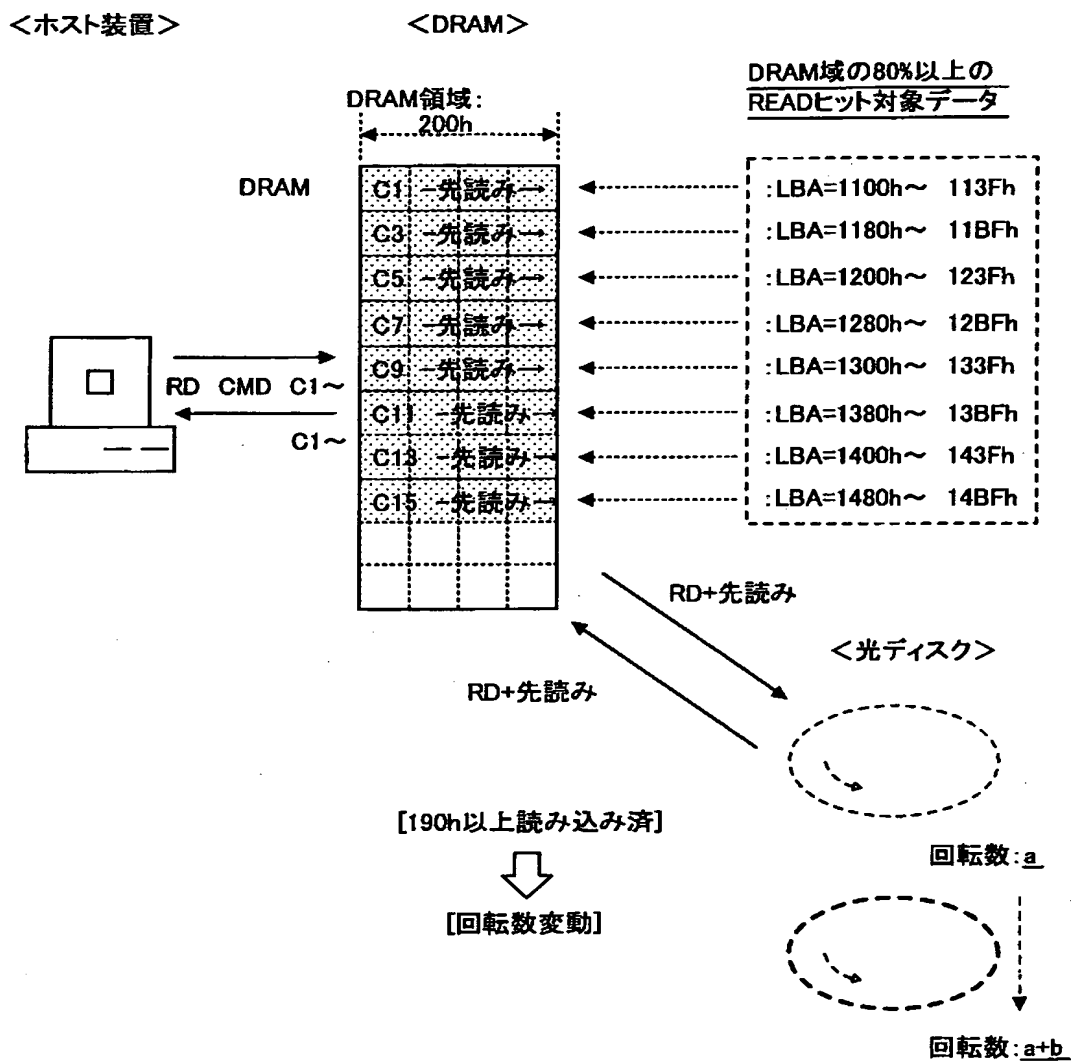 ＜ホスト装置＞
＜DRAM＞
DRAM域の80%以上の
READヒット対象データ
DRAM領域:
200h
DRAM
C1 先読み
:LBA=1100h～ 113Fh
C3 先読み
:LBA=1180h～ 11BFh
C5 先読み
:LBA=1200h～ 123Fh
C7 先読み
:LBA=1280h～ 12BFh
C9 先読み
:LBA=1300h～ 133Fh
C11 先読み
:LBA=1380h～ 13BFh
C13 先読み
:LBA=1400h～ 143Fh
C15 先読み
:LBA=1480h～ 14BFh
RD CMD C1～
C1～
RD+先読み
RD+先読み
＜光ディスク＞
[190h以上読み込み済]
[回転数変動]
回転数:a
回転数:a+b